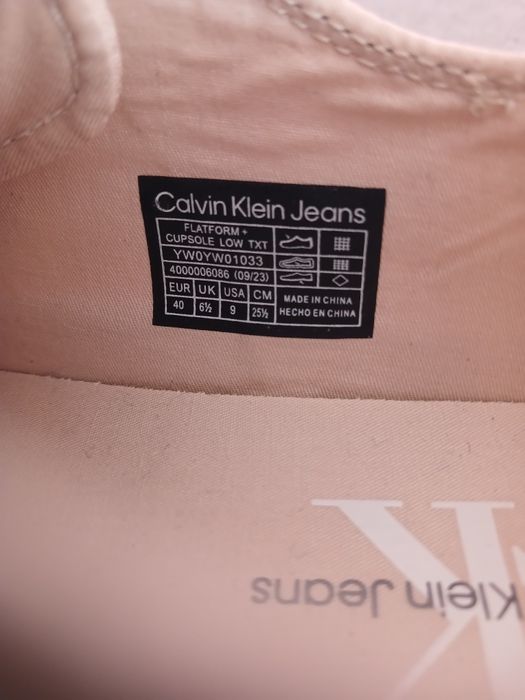 Calvin Klein Jeans
FLATFORM +
CUPSOLE LOW TXT
YW0YW01033
4000006086 (09/23)
EUR UK USA CM
40 6½ 9 25½
MADE IN CHINA
HECHO EN CHINA
K
Klein Jeans